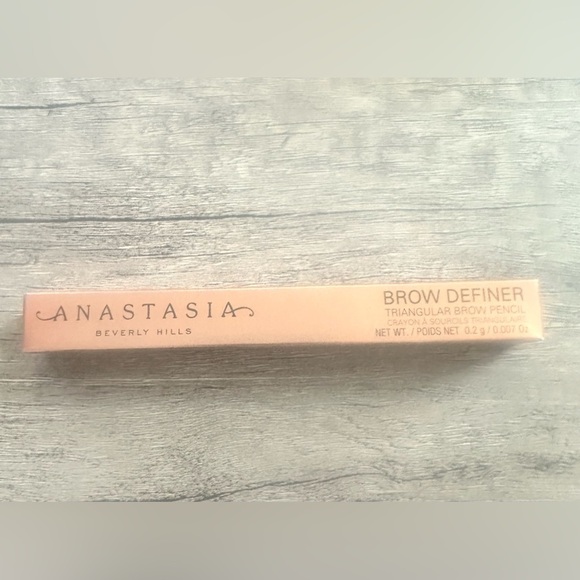 ANASTASIA
BEVERLY HILLS
BROW DEFINER
TRIANGULAR BROW PENCIL
CRAYON À SOURCILS TRIANGULAIRE
NET WT. / POIDS NET 0.2 g / 0.007 Oz